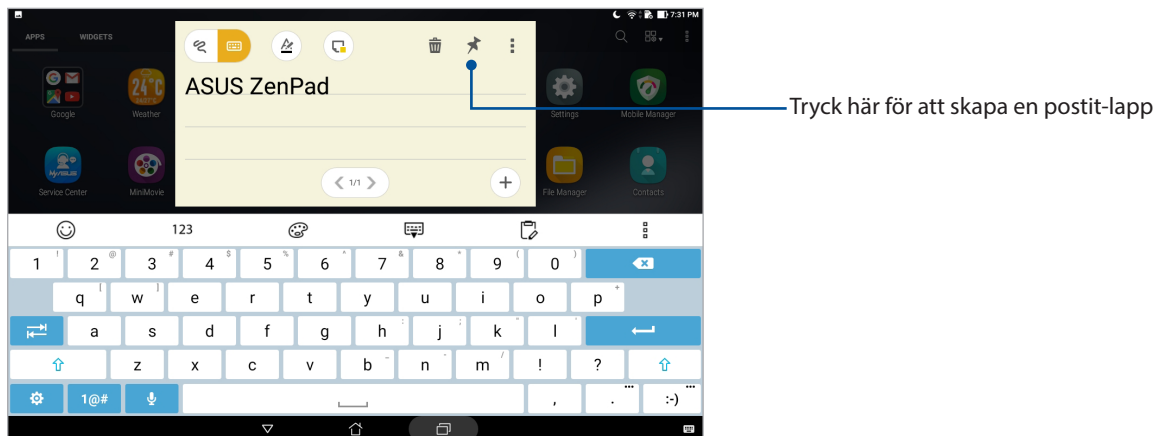 7:31 PM
APPS WIDGETS
ASUS ZenPad
24°C
Google Weather Settings Mobile Manager
Tryck här för att skapa en postit-lapp
1/1
Service Center MiniMovie File Manager Contacts
123
1 ! 2 @ 3 # 4 $ 5 % 6 ^ 7 & 8 * 9 ( 0 )
q [ w ] e r t y u i o p +
a s d f g h : j ; k " l '
z x c v b - n - m / ! ?
1@# , . ... :-) ...